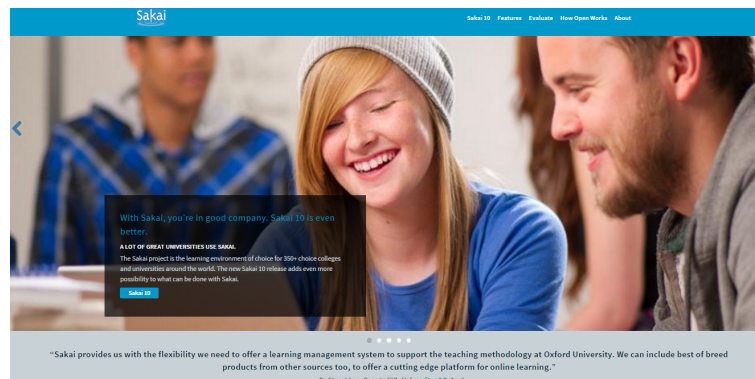 Sakai
Sakai 10 Features Evaluate How Open Works About
With Sakai, you're in good company. Sakai 10 is even
better.
A LOT OF GREAT UNIVERSITIES USE SAKAI.
The Sakai project is the learning environment of choice for 350+ choice colleges
and universities around the world. The new Sakai 10 release adds even more
possibility to what can be done with Sakai.
Sakai 10
“Sakai provides us with the flexibility we need to offer a learning management system to support the teaching methodology at Oxford University. We can include best of breed
products from other sources too, to offer a cutting edge platform for online learning.”